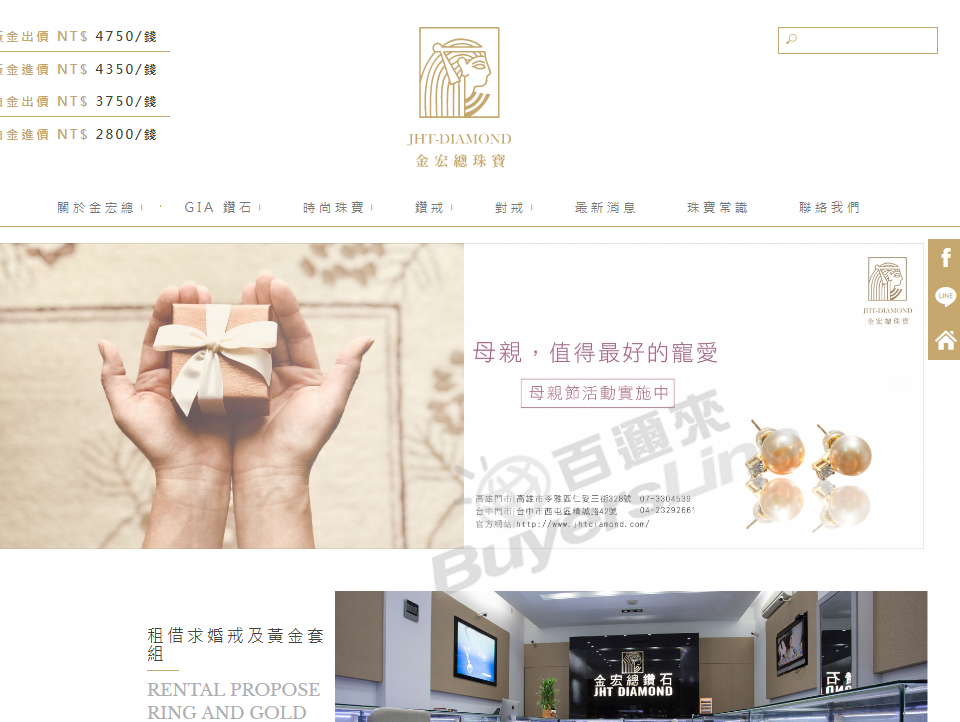 黃金出價 NT$ 4750/錢
黃金進價 NT$ 4350/錢
白金出價 NT$ 3750/錢
白金進價 NT$ 2800/錢
JHT-DIAMOND
金宏總珠寶
關於金宏總 GIA 鑽石 時尚珠寶 鑽戒 對戒 最新消息 珠寶常識 聯絡我們
LINE
JHT-DIAMOND
金宏總珠寶
母親，值得最好的寵愛
母親節活動實施中
百邇來
BuyersLine
高雄門市|高雄市苓雅區仁愛三街328號 07-3304539
台中門市|台中市西屯區精誠路42號 04-23292661
官方網站|http://www.jhtdiamond.com/
租借求婚戒及黃金套
組
RENTAL PROPOSE
RING AND GOLD
金宏總鑽石
JHT DIAMOND